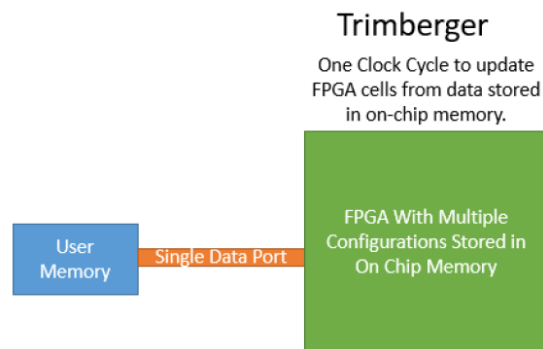 Trimberger
One Clock Cycle to update
FPGA cells from data stored
in on-chip memory.
User
Memory
Single Data Port
FPGA With Multiple
Configurations Stored in
On Chip Memory